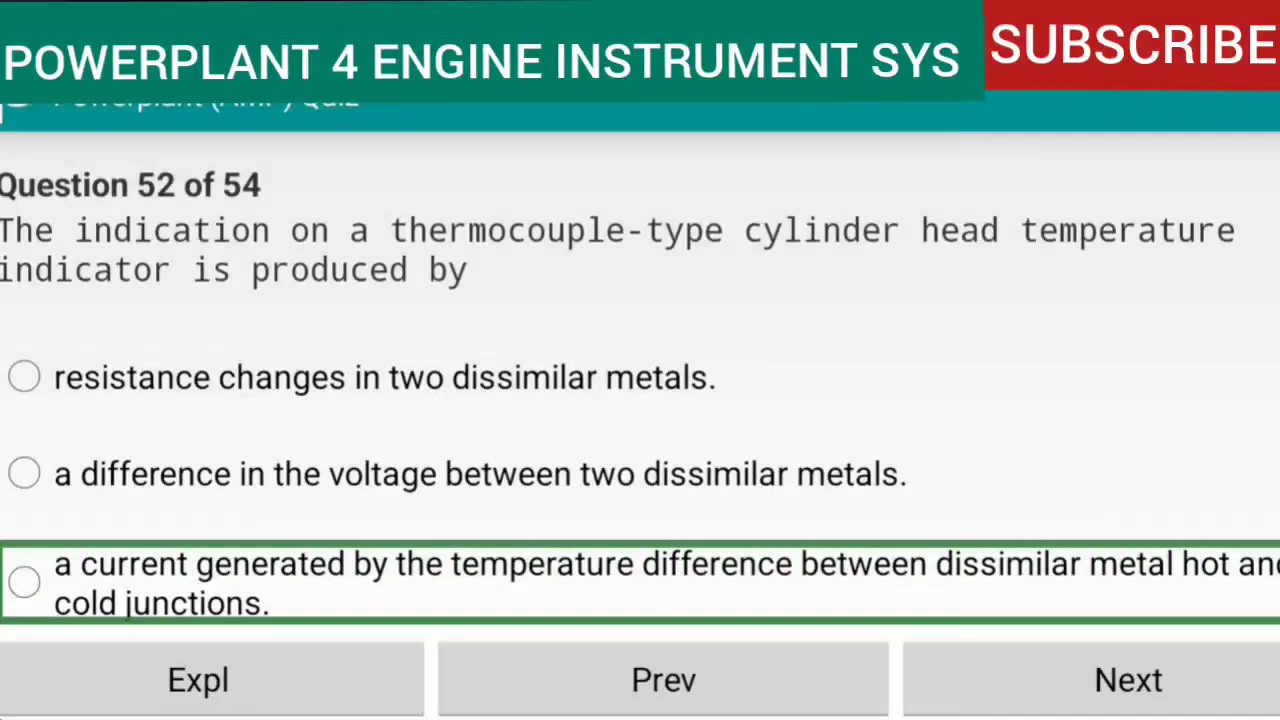 POWERPLANT 4 ENGINE INSTRUMENT SYS
SUBSCRIBE
Question 52 of 54
The indication on a thermocouple-type cylinder head temperature
indicator is produced by
resistance changes in two dissimilar metals.
a difference in the voltage between two dissimilar metals.
a current generated by the temperature difference between dissimilar metal hot and
cold junctions.
Expl
Prev
Next